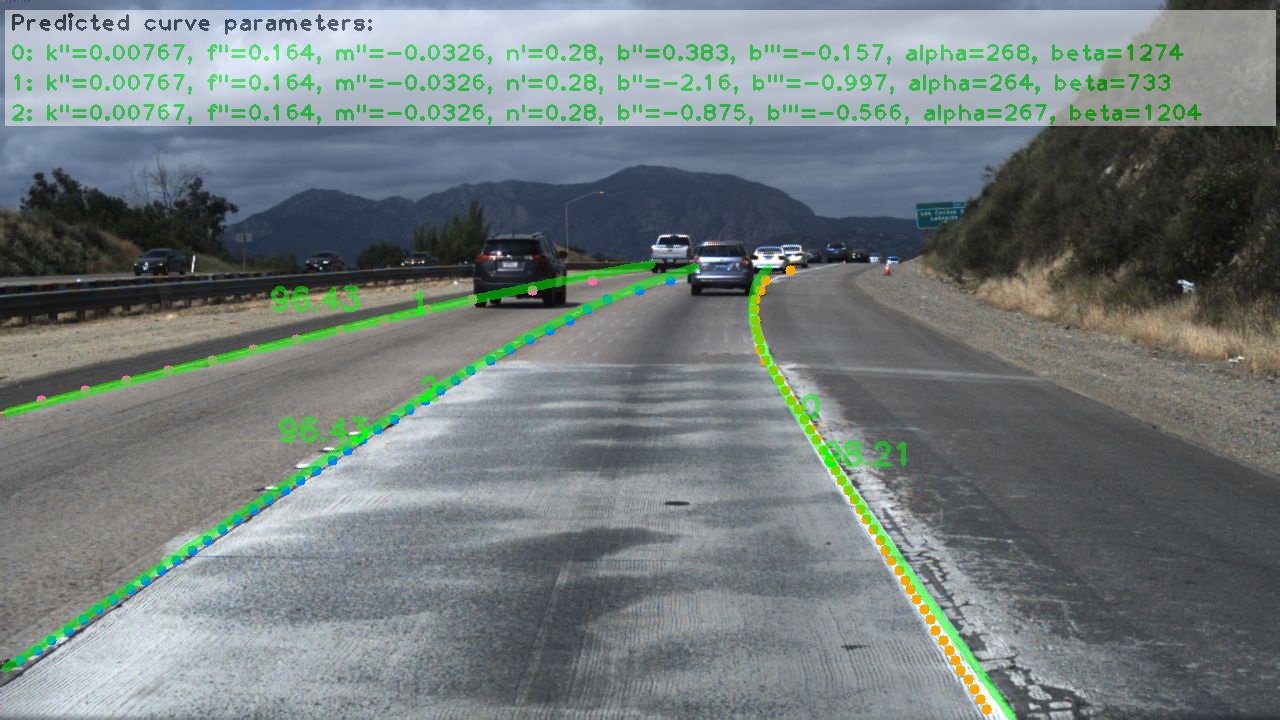 Predicted curve parameters:
0: k''=0.00767, f''=0.164, m''=-0.0326, n'=0.28, b''=0.383, b'''=-0.157, alpha=268, beta=1274
1: k''=0.00767, f''=0.164, m''=-0.0326, n'=0.28, b''=-2.16, b'''=-0.997, alpha=264, beta=733
2: k''=0.00767, f''=0.164, m''=-0.0326, n'=0.28, b''=-0.875, b'''=-0.566, alpha=267, beta=1204
Los Coches
Lakeside
96.43
1
2
0
96.43
98.21